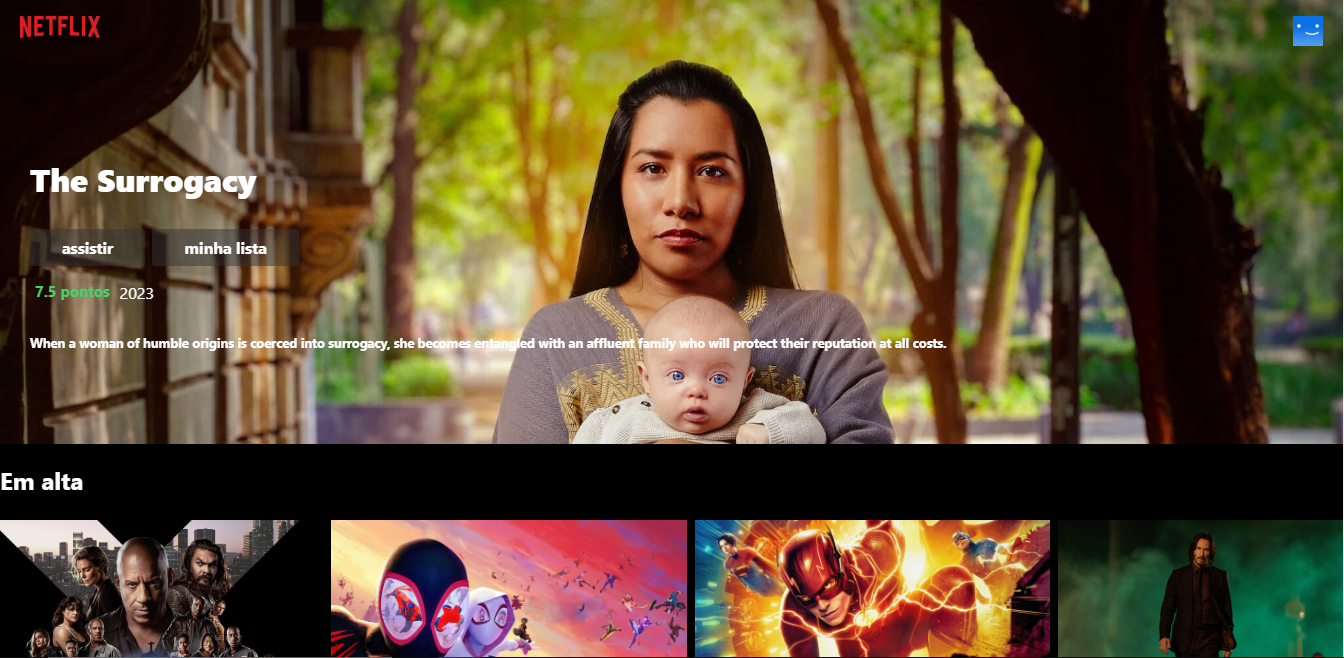 NETFLIX
The Surrogacy
assistir minha lista
7.5 pontos 2023
When a woman of humble origins is coerced into surrogacy, she becomes entangled with an affluent family who will protect their reputation at all costs.
Em alta